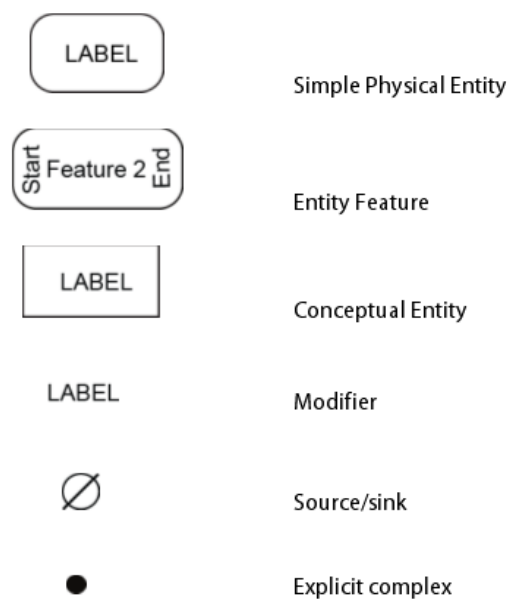 LABEL
Simple Physical Entity
Start Feature 2 End
Entity Feature
LABEL
Conceptual Entity
LABEL
Modifier
Source/sink
Explicit complex